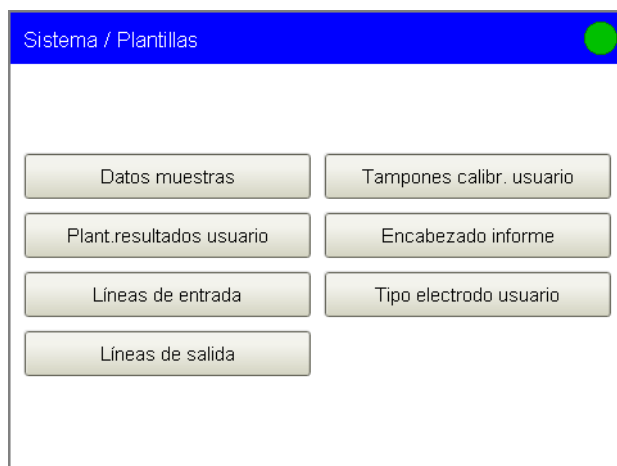 Sistema / Plantillas
Datos muestras
Tampones calibr. usuario
Plant.resultados usuario
Encabezado informe
Líneas de entrada
Tipo electrodo usuario
Líneas de salida